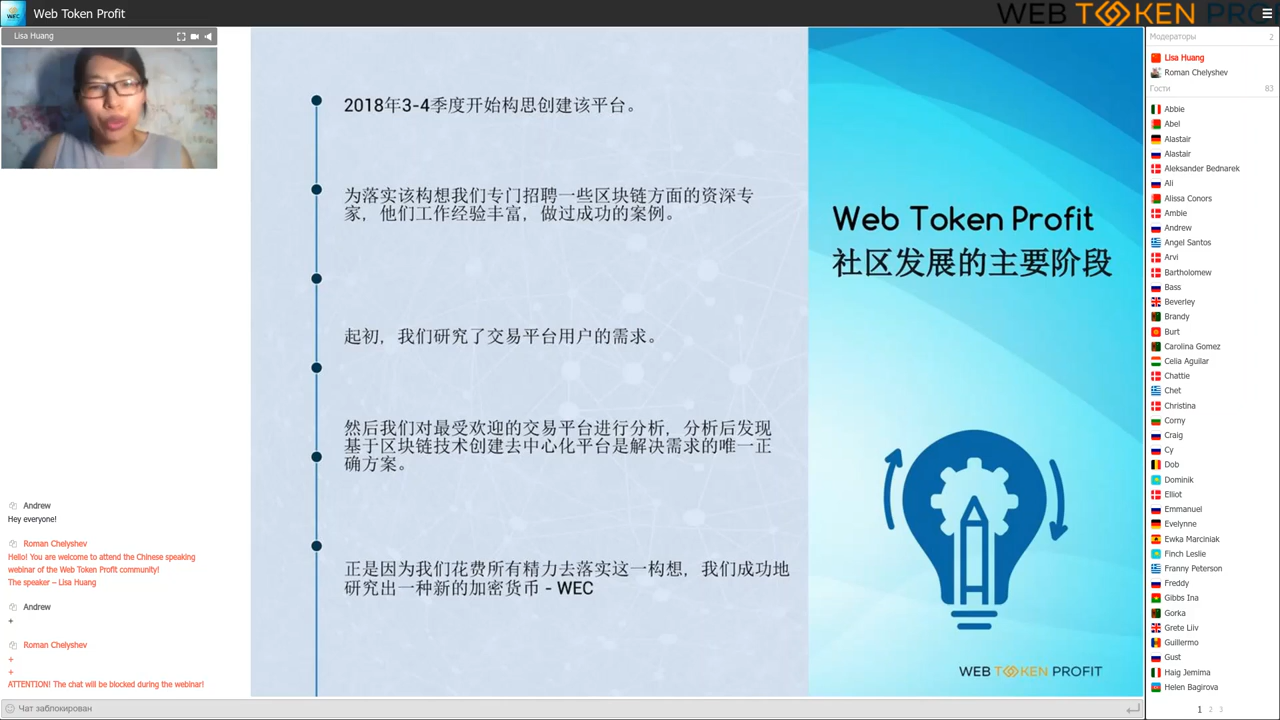 Web Token Profit
WEB TOKEN PROF
Lisa Huang
2018年3-4季度开始构思创建该平台。
为落实该构想我们专门招聘一些区块链方面的资深专
家，他们工作经验丰富，做过成功的案例。
起初，我们研究了交易平台用户的需求。
然后我们对最受欢迎的交易平台进行分析，分析后发现
基于区块链技术创建去中心化平台是解决需求的唯一正
确方案。
正是因为我们花费所有精力去落实这一构想，我们成功地
研究出一种新的加密货币 - WEC
Web Token Profit
社区发展的主要阶段
WEB TOKEN PROFIT
Andrew
Hey everyone!
Roman Chelyshev
Hello! You are welcome to attend the Chinese speaking
webinar of the Web Token Profit community!
The speaker – Lisa Huang
Andrew
+
Roman Chelyshev
+
+
ATTENTION! The chat will be blocked during the webinar!
Чат заблокирован
Модераторы 2
Lisa Huang
Roman Chelyshev
Гости 83
Abbie
Abel
Alastair
Alastair
Aleksander Bednarek
Ali
Alissa Conors
Ambie
Andrew
Angel Santos
Arvi
Bartholomew
Bass
Beverley
Brandy
Burt
Carolina Gomez
Celia Aguilar
Chattie
Chet
Christina
Corny
Craig
Cy
Dob
Dominik
Elliot
Emmanuel
Evelynne
Ewka Marciniak
Finch Leslie
Franny Peterson
Freddy
Gibbs Ina
Gorka
Grete Liiv
Guillermo
Gust
Haig Jemima
Helen Bagirova
1 2 3